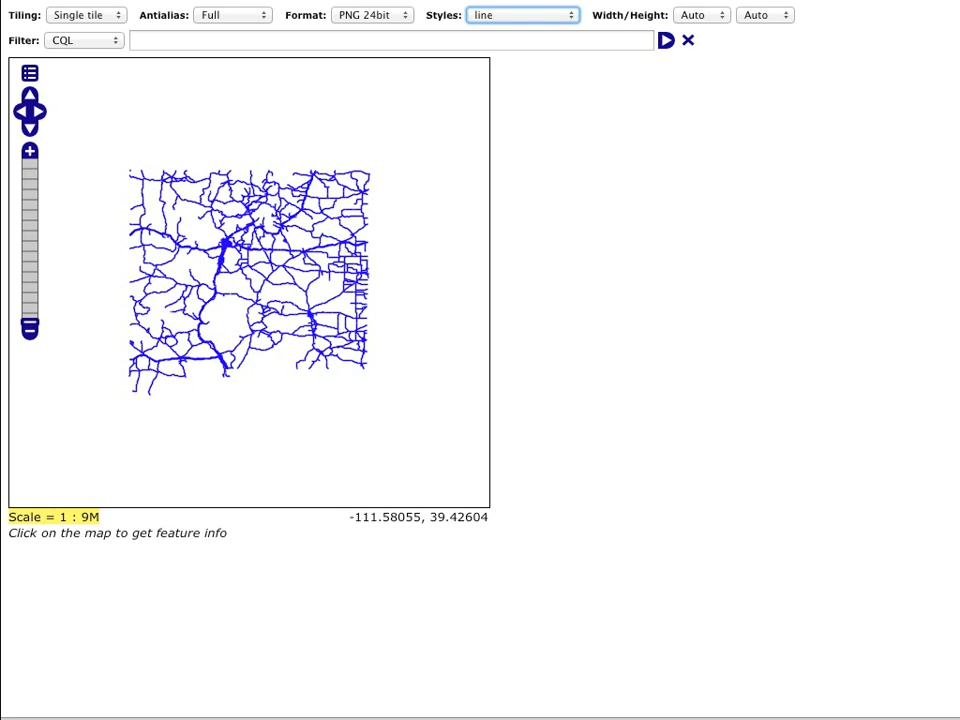 Tiling: Single tile Antialias: Full Format: PNG 24bit Styles: line Width/Height: Auto Auto
Filter: CQL
Scale = 1 : 9M -111.58055, 39.42604
Click on the map to get feature info